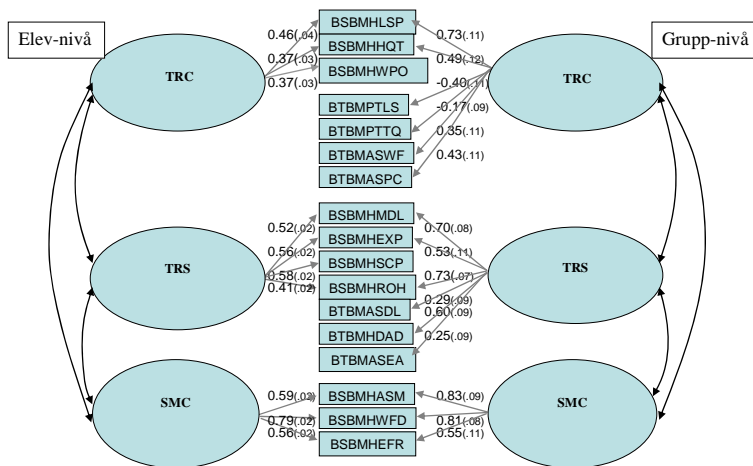 Elev-nivå
Grupp-nivå
BSBMHLSP
0.46(.04)
0.73(.11)
BSBMHHQT
0.37(.03)
0.49(.12)
BSBMHWPO
0.37(.03)
-0.40(.11)
TRC
TRC
BTBMPTLS
-0.17(.09)
BTBMPTTQ
0.35(.11)
BTBMASWF
0.43(.11)
BTBMASPC
BSBMHMDL
0.52(.02)
0.70(.08)
BSBMHEXP
0.56(.02)
0.53(.11)
BSBMHSCP
0.58(.02)
0.73(.07)
TRS
TRS
BSBMHROH
0.41(.02)
0.29(.09)
BTBMASDL
0.60(.09)
BTBMHDAD
0.25(.09)
BTBMASEA
BSBMHASM
0.59(.02)
0.83(.09)
SMC
SMC
BSBMHWFD
0.79(.02)
0.81(.08)
BSBMHEFR
0.56(.02)
0.55(.11)